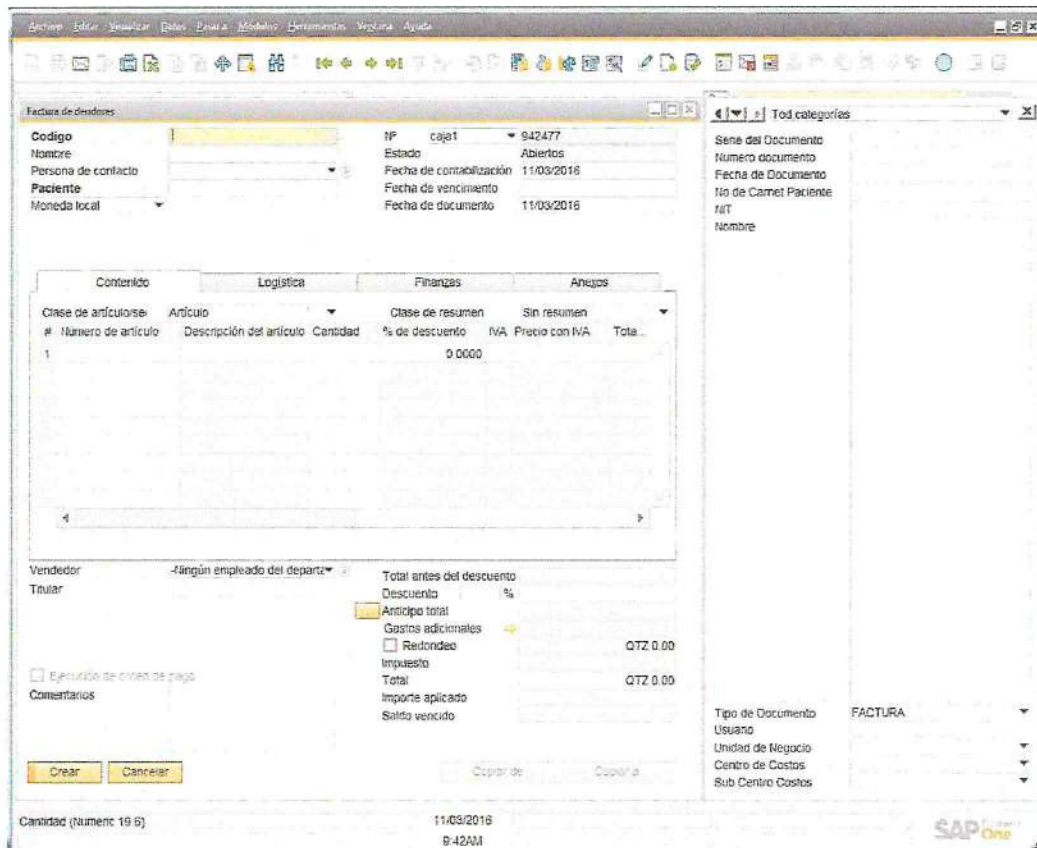 Archivo Editar Visualizar Datos Pasar a Módulos Herramientas Ventana Ayuda
Factura de deudores
Codigo
Nombre
Persona de contacto
Paciente
Moneda local
Nº caja1 942477
Estado Abiertos
Fecha de contabilización 11/03/2016
Fecha de vencimento
Fecha de documento 11/03/2016
Contenido Logística Finanzas Anexos
Clase de artículo/se Artículo Clase de resumen Sin resumen
# Número de artículo Descripción del artículo Cantidad % de descuento IVA Precio con IVA Tota...
1 0.0000
Vendedor -Ningún empleado del departa
Titular
Ejecución de orden de pago
Comentarios
Total antes del descuento
Descuento %
Anticipo total
Gastos adicionales
Redondeo QTZ 0.00
Impuesto
Total QTZ 0.00
Importe aplicado
Saldo vencido
Crear Cancelar Copiar de Copiar a
Tod categorías
Serie del Documento
Numero documento
Fecha de Documento
No de Carnet Paciente
NIT
Nombre
Tipo de Documento FACTURA
Usuario
Unidad de Negocio
Centro de Costos
Sub Centro Costos
Cantidad (Numeric 19.6)
11/03/2016
9:42AM
SAP Business One